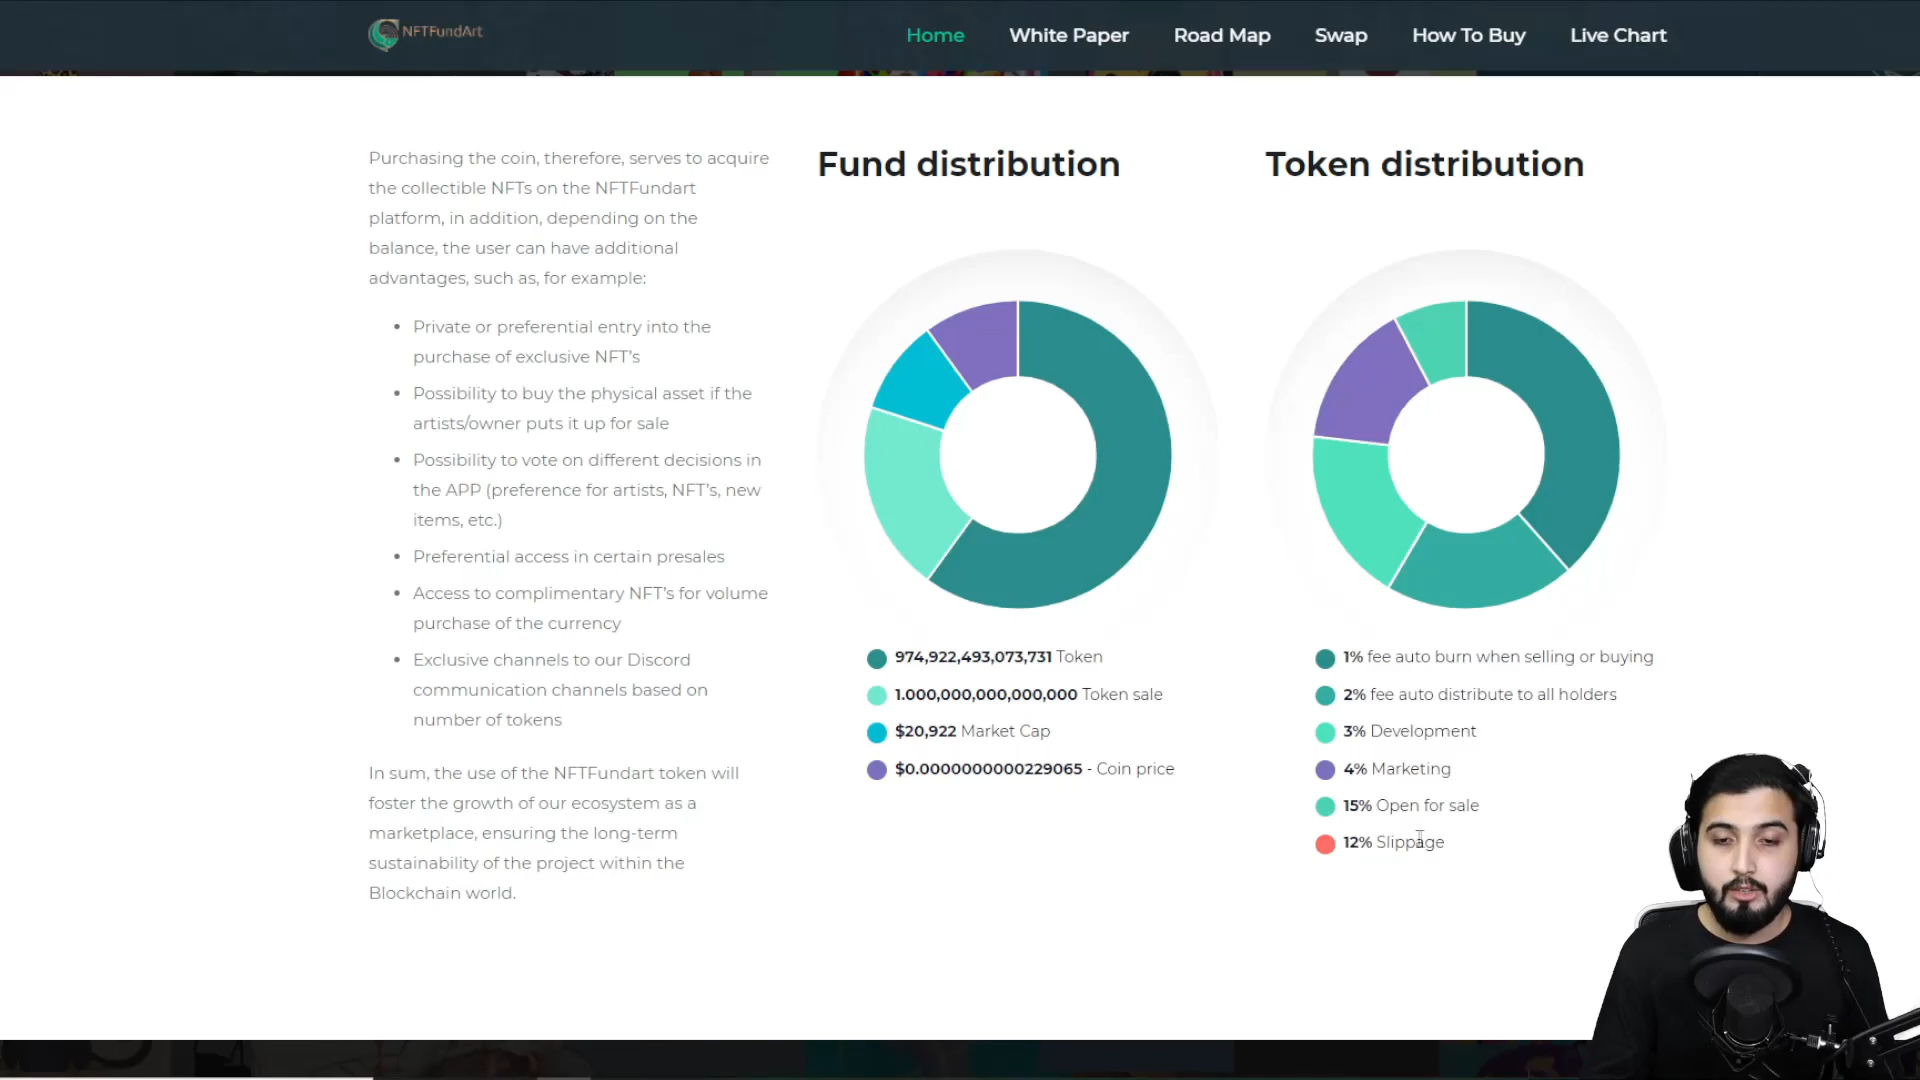 NFTFundArt
Home
White Paper
Road Map
Swap
How To Buy
Live Chart
Purchasing the coin, therefore, serves to acquire
the collectible NFTs on the NFTFundart
platform, in addition, depending on the
balance, the user can have additional
advantages, such as, for example:
• Private or preferential entry into the
purchase of exclusive NFT's
• Possibility to buy the physical asset if the
artists/owner puts it up for sale
• Possibility to vote on different decisions in
the APP (preference for artists, NFT's, new
items, etc.)
• Preferential access in certain presales
• Access to complimentary NFT's for volume
purchase of the currency
• Exclusive channels to our Discord
communication channels based on
number of tokens
In sum, the use of the NFTFundart token will
foster the growth of our ecosystem as a
marketplace, ensuring the long-term
sustainability of the project within the
Blockchain world.
Fund distribution
974,922,493,073,731 Token
1.000,000,000,000,000 Token sale
$20,922 Market Cap
$0.0000000000229065 - Coin price
Token distribution
1% fee auto burn when selling or buying
2% fee auto distribute to all holders
3% Development
4% Marketing
15% Open for sale
12% Slippage